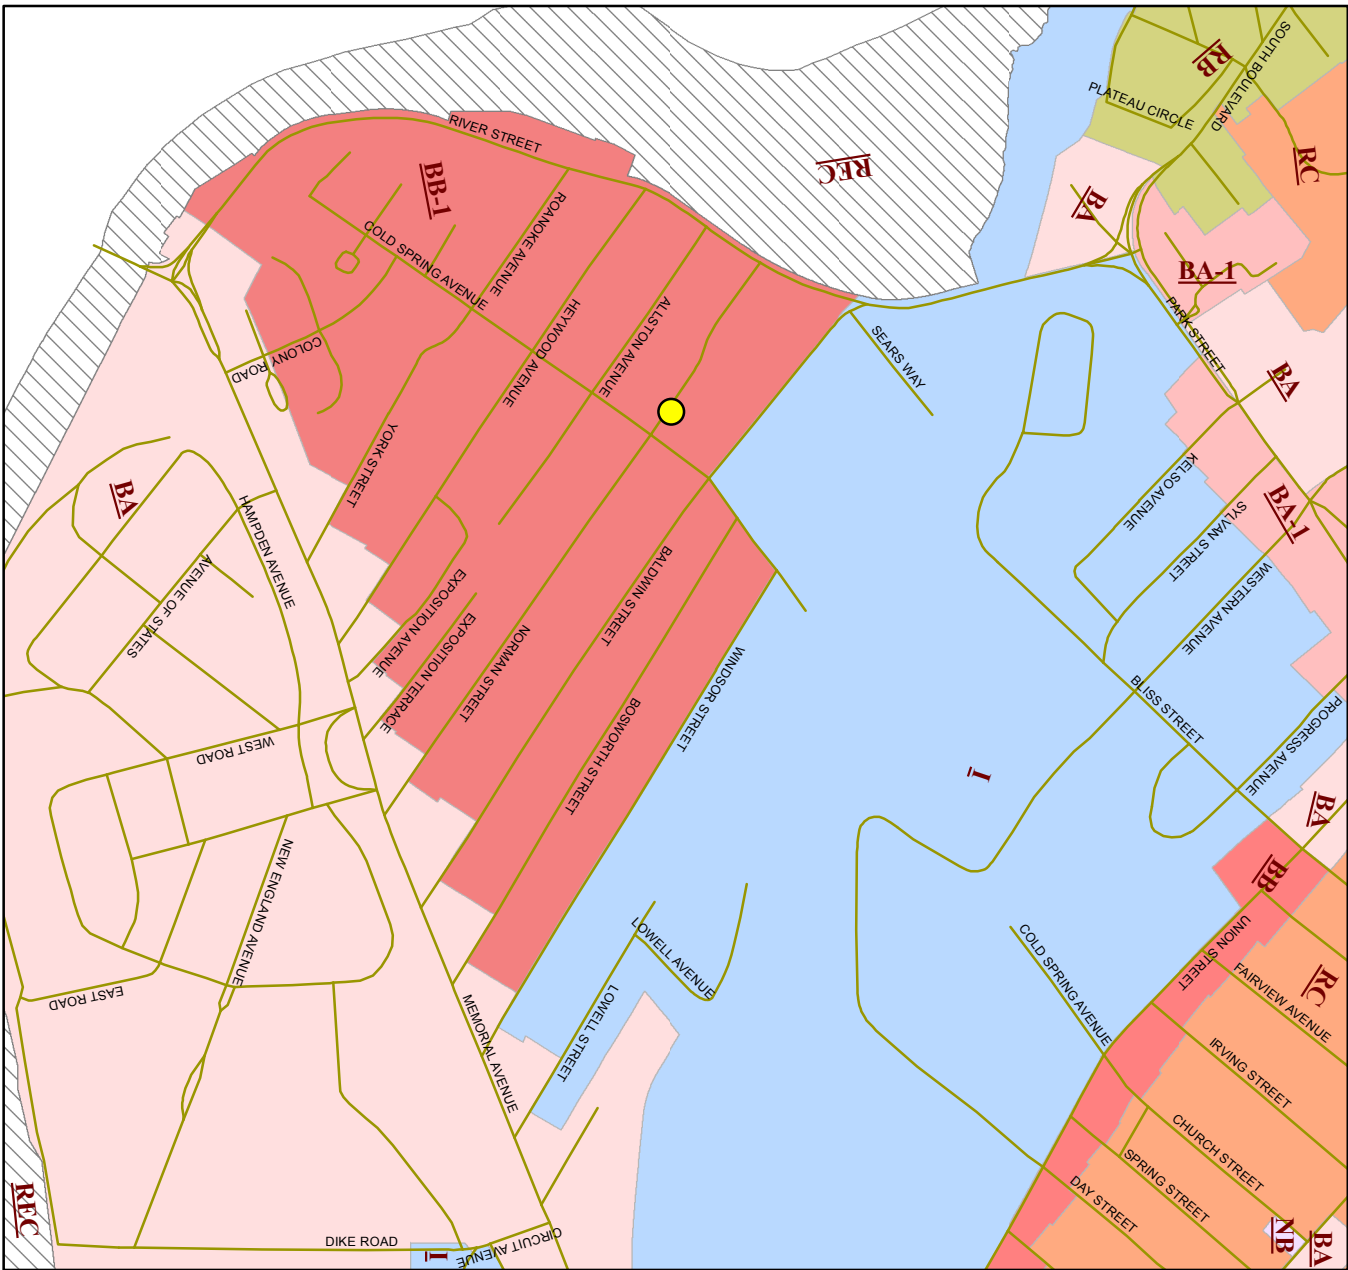 SOUTH BOULEVARD
RB
PLATEAU CIRCLE
RIVER STREET
RC
REC
BB-1
BA
ROANOKE AVENUE
COLD SPRING AVENUE
BA-1
PARK STREET
HEYWOOD AVENUE
ALLSTON AVENUE
SEARS WAY
COLONY ROAD
BA
YORK STREET
KELSO AVENUE
BA
HAMPDEN AVENUE
BA-1
SYLVAN STREET
AVENUE OF STATES
WESTERN AVENUE
EXPOSITION AVENUE
BALDWIN STREET
EXPOSITION TERRACE
NORMAN STREET
WINDSOR STREET
BLISS STREET
BOSWORTH STREET
PROGRESS AVENUE
WEST ROAD
I
BA
NEW ENGLAND AVENUE
BB
UNION STREET
LOWELL AVENUE
COLD SPRING AVENUE
FAIRVIEW AVENUE
RC
EAST ROAD
LOWELL STREET
MEMORIAL AVENUE
IRVING STREET
CHURCH STREET
SPRING STREET
DAY STREET
REC
DIKE ROAD
I
CIRCUIT AVENUE
NB
BA